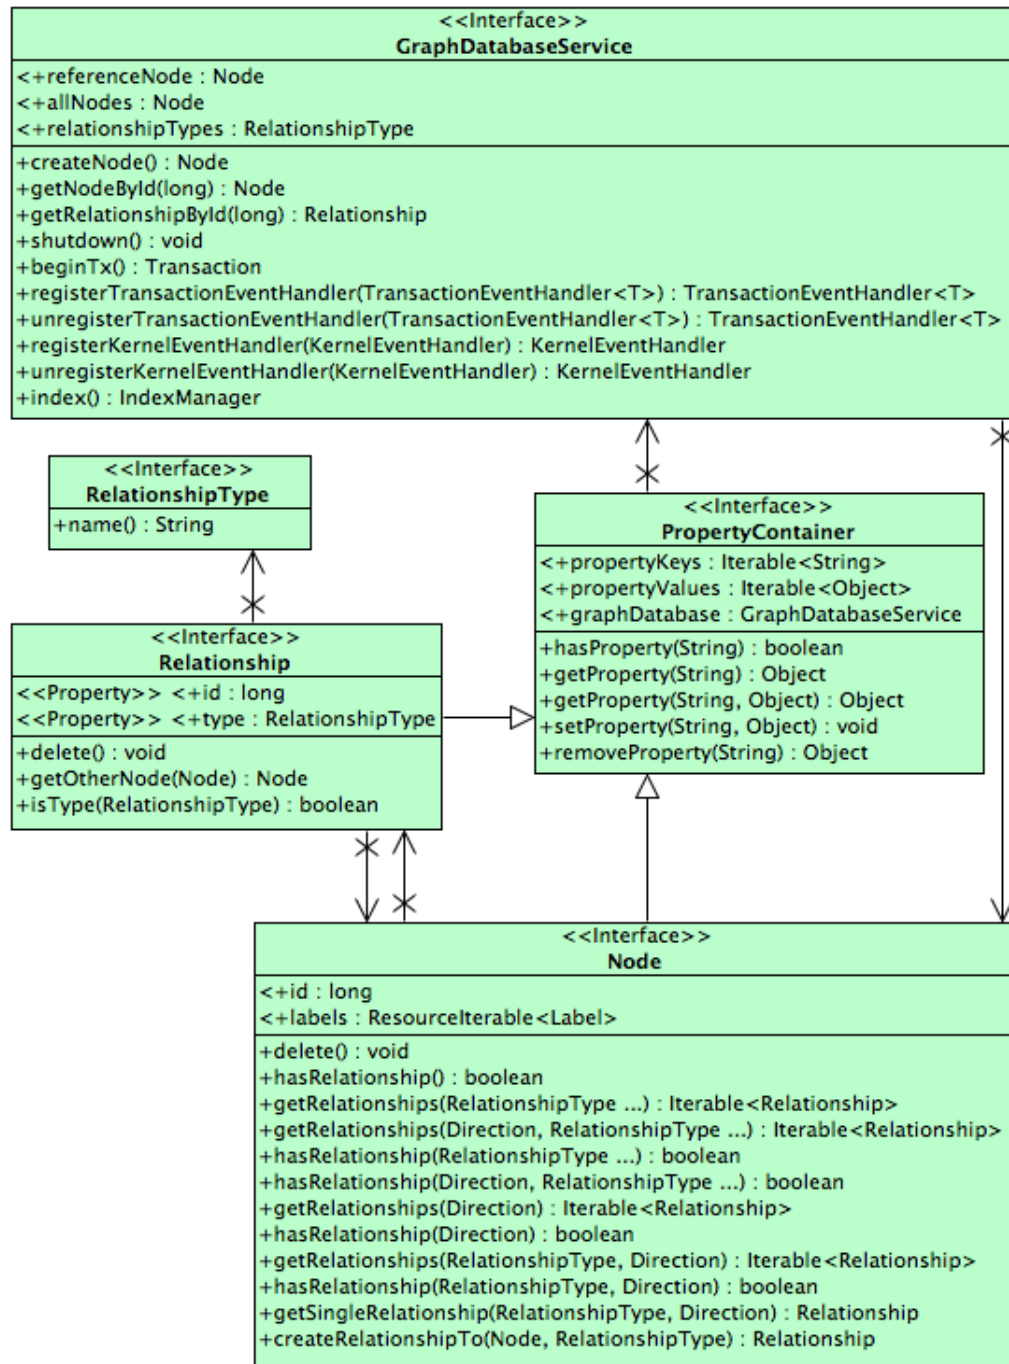 <<Interface>>
GraphDatabaseService
<+referenceNode : Node
<+allNodes : Node
<+relationshipTypes : RelationshipType
+createNode() : Node
+getNodeById(long) : Node
+getRelationshipById(long) : Relationship
+shutdown() : void
+beginTx() : Transaction
+registerTransactionEventHandler(TransactionEventHandler<T>) : TransactionEventHandler<T>
+unregisterTransactionEventHandler(TransactionEventHandler<T>) : TransactionEventHandler<T>
+registerKernelEventHandler(KernelEventHandler) : KernelEventHandler
+unregisterKernelEventHandler(KernelEventHandler) : KernelEventHandler
+index() : IndexManager
<<Interface>>
RelationshipType
+name() : String
<<Interface>>
PropertyContainer
<+propertyKeys : Iterable<String>
<+propertyValues : Iterable<Object>
<+graphDatabase : GraphDatabaseService
+hasProperty(String) : boolean
+getProperty(String) : Object
+getProperty(String, Object) : Object
+setProperty(String, Object) : void
+removeProperty(String) : Object
<<Interface>>
Relationship
<<Property>> <+id : long
<<Property>> <+type : RelationshipType
+delete() : void
+getOtherNode(Node) : Node
+isType(RelationshipType) : boolean
<<Interface>>
Node
<+id : long
<+labels : ResourceIterable<Label>
+delete() : void
+hasRelationship() : boolean
+getRelationships(RelationshipType ...) : Iterable<Relationship>
+getRelationships(Direction, RelationshipType ...) : Iterable<Relationship>
+hasRelationship(RelationshipType ...) : boolean
+hasRelationship(Direction, RelationshipType ...) : boolean
+getRelationships(Direction) : Iterable<Relationship>
+hasRelationship(Direction) : boolean
+getRelationships(RelationshipType, Direction) : Iterable<Relationship>
+hasRelationship(RelationshipType, Direction) : boolean
+getSingleRelationship(RelationshipType, Direction) : Relationship
+createRelationshipTo(Node, RelationshipType) : Relationship